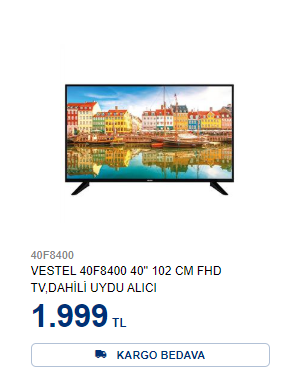 40F8400
VESTEL 40F8400 40" 102 CM FHD
TV,DAHİLİ UYDU ALICI
1.999 TL
KARGO BEDAVA